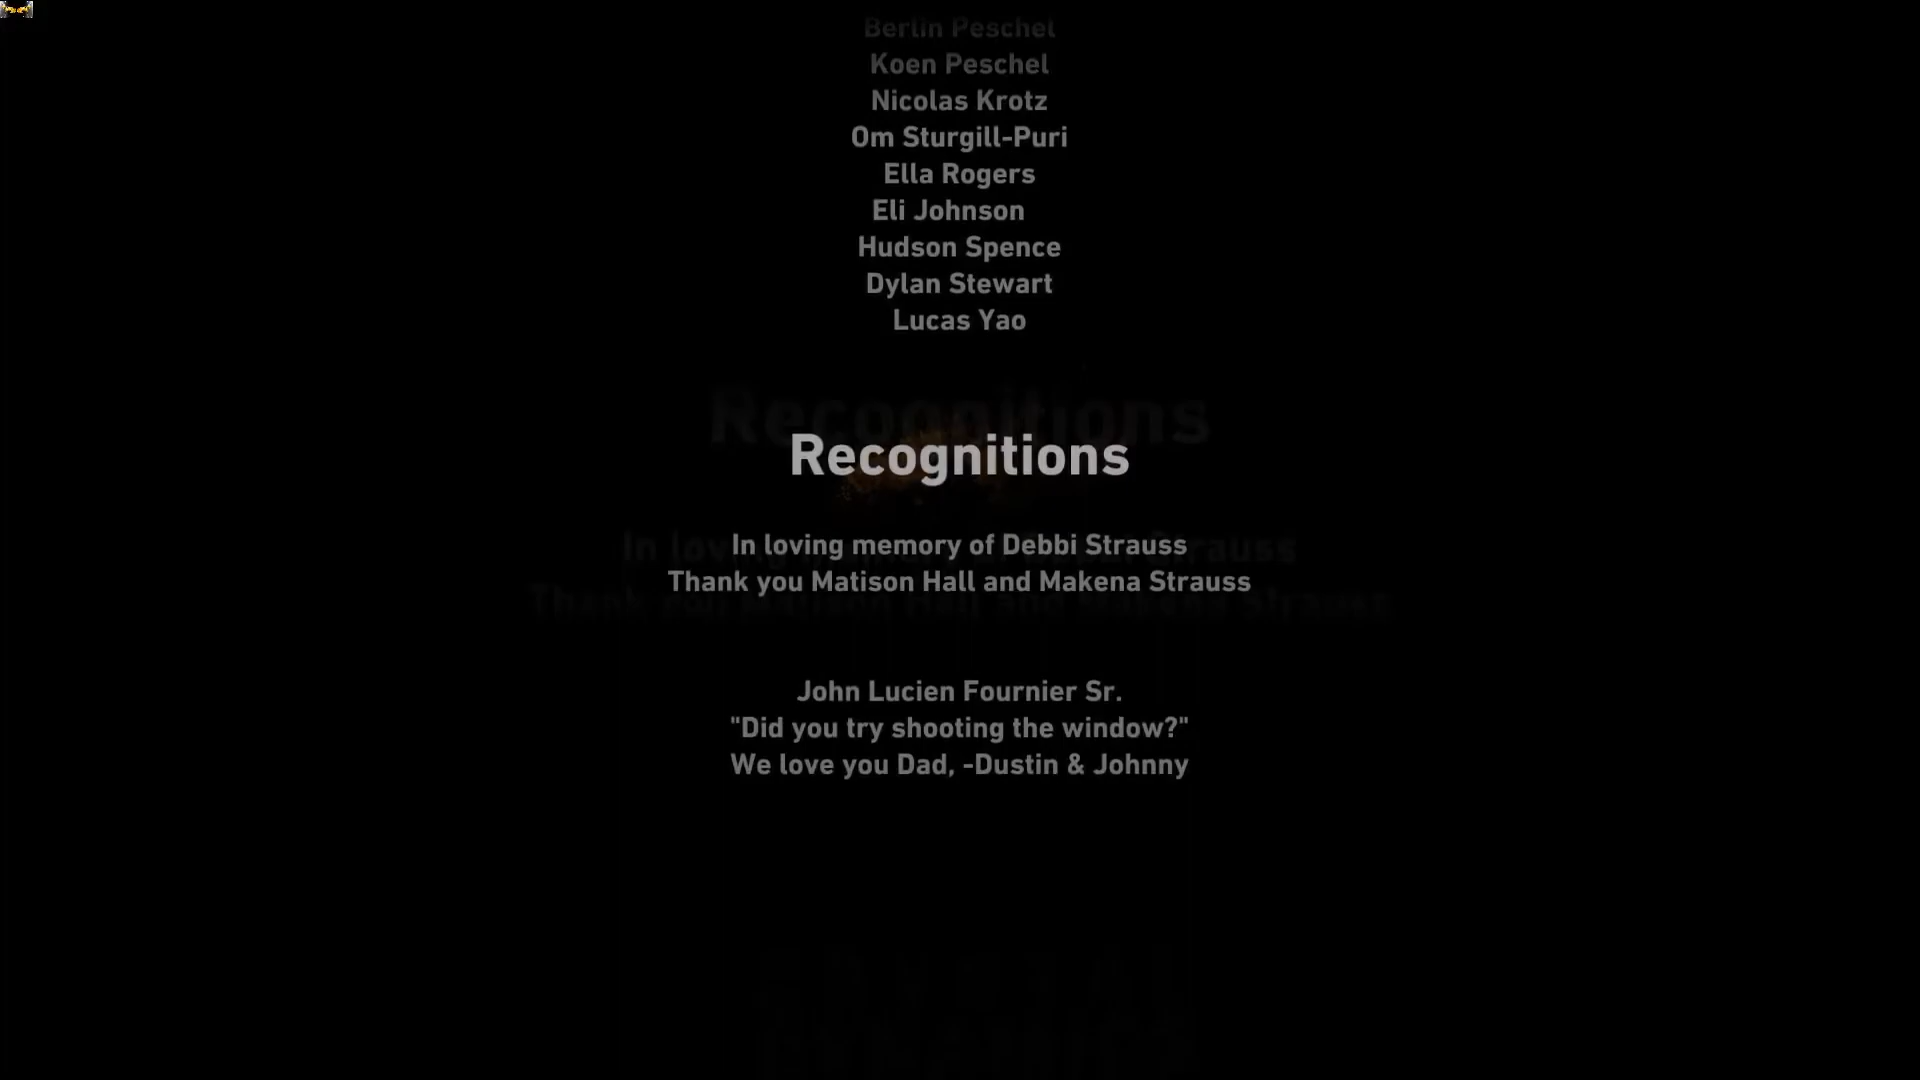 Berlin Peschel
Koen Peschel
Nicolas Krotz
Om Sturgill-Puri
Ella Rogers
Eli Johnson
Hudson Spence
Dylan Stewart
Lucas Yao
Recognitions
In loving memory of Debbi Strauss
Thank you Matison Hall and Makena Strauss
John Lucien Fournier Sr.
"Did you try shooting the window?"
We love you Dad, -Dustin & Johnny